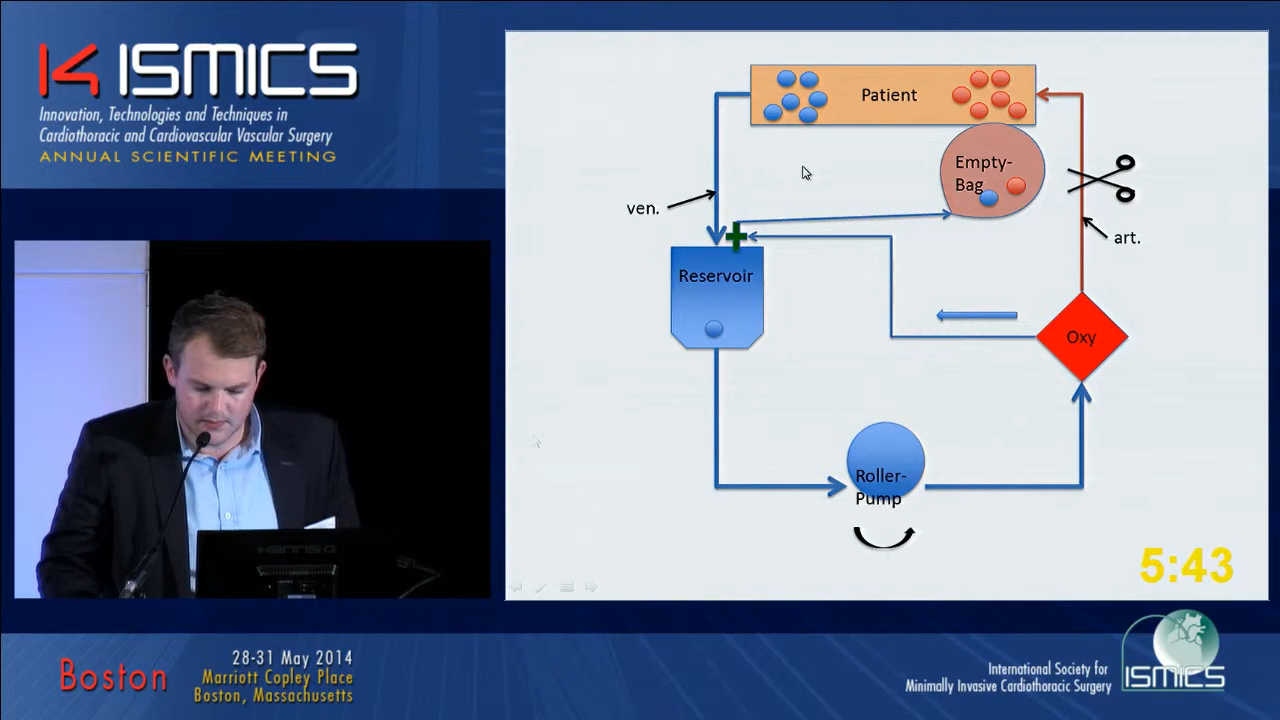 14 ISMICS
Innovation, Technologies and Techniques in
Cardiothoracic and Cardiovascular Vascular Surgery
ANNUAL SCIENTIFIC MEETING
Patient
Empty-
Bag
ven.
art.
Reservoir
Oxy
Roller-
Pump
5:43
HANNS-G
Boston
28-31 May 2014
Marriott Copley Place
Boston, Massachusetts
International Society for
Minimally Invasive Cardiothoracic Surgery
ISMICS